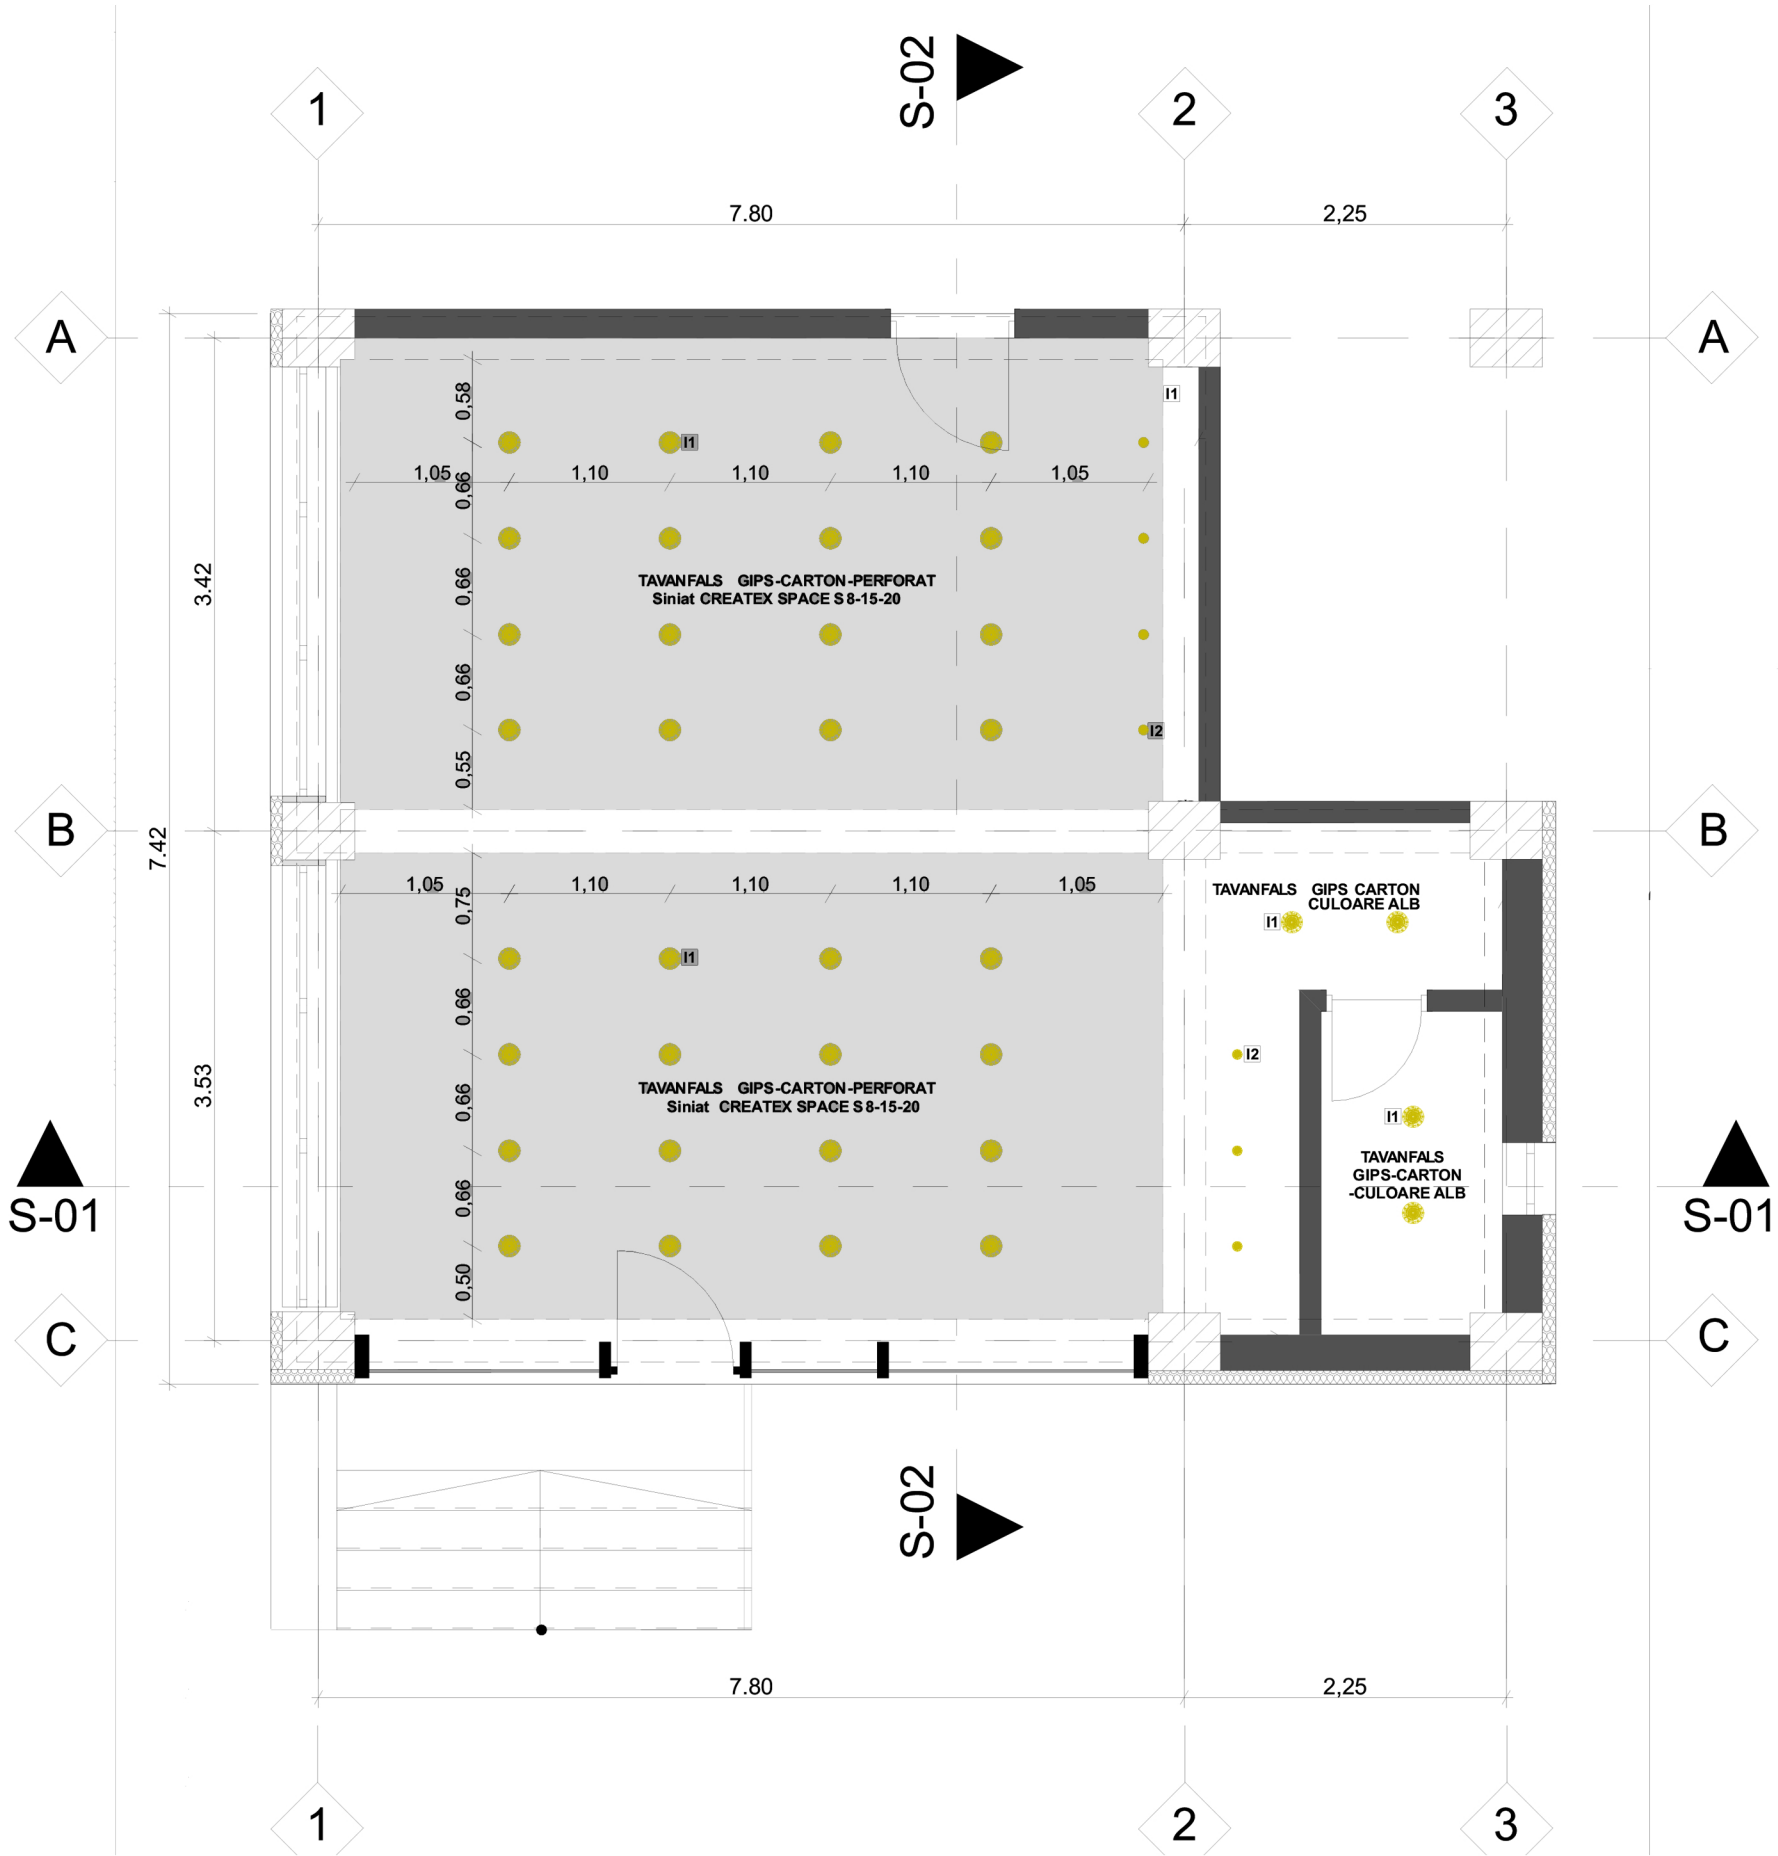 S-02
1
2
3
7.80
2,25
A
A
I1
0,58
I1
1,05
1,10
1,10
1,10
1,05
0,66
3.42
TAVANFALS GIPS-CARTON-PERFORAT
Siniat CREATEX SPACE S 8-15-20
0,66
0,66
I2
0,55
B
B
7.42
1,05
1,10
1,10
1,10
1,05
0,75
TAVANFALS GIPS CARTON
CULOARE ALB
I1
I1
0,66
I2
3.53
TAVANFALS GIPS-CARTON-PERFORAT
Siniat CREATEX SPACE S 8-15-20
0,66
I1
TAVANFALS
GIPS-CARTON
-CULOARE ALB
0,66
S-01
S-01
0,50
C
C
S-02
7.80
2,25
1
2
3